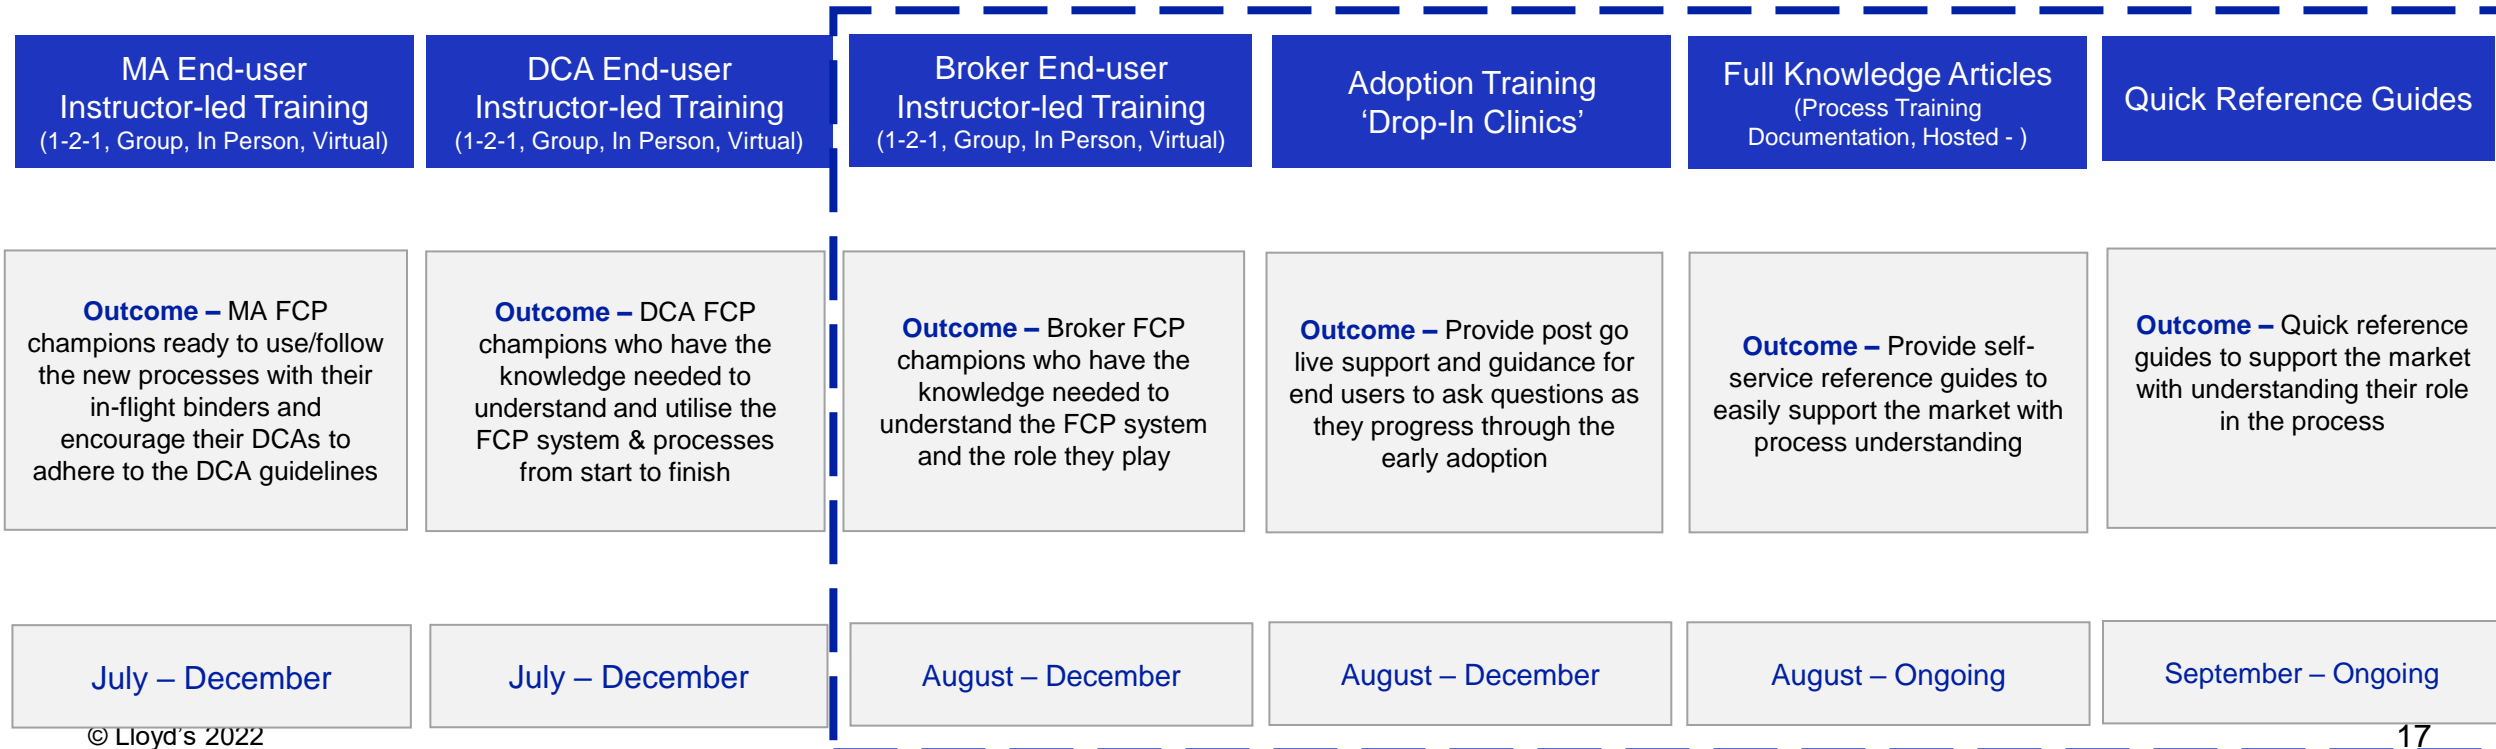 MA End-user
Instructor-led Training
(1-2-1, Group, In Person, Virtual)
DCA End-user
Instructor-led Training
(1-2-1, Group, In Person, Virtual)
Broker End-user
Instructor-led Training
(1-2-1, Group, In Person, Virtual)
Adoption Training
‘Drop-In Clinics’
Full Knowledge Articles
(Process Training
Documentation, Hosted - )
Quick Reference Guides
Outcome – MA FCP
champions ready to use/follow
the new processes with their
in-flight binders and
encourage their DCAs to
adhere to the DCA guidelines
Outcome – DCA FCP
champions who have the
knowledge needed to
understand and utilise the
FCP system & processes
from start to finish
Outcome – Broker FCP
champions who have the
knowledge needed to
understand the FCP system
and the role they play
Outcome – Provide post go
live support and guidance for
end users to ask questions as
they progress through the
early adoption
Outcome – Provide self-
service reference guides to
easily support the market with
process understanding
Outcome – Quick reference
guides to support the market
with understanding their role
in the process
July – December
July – December
August – December
August – December
August – Ongoing
September – Ongoing
© Lloyd's 2022
17